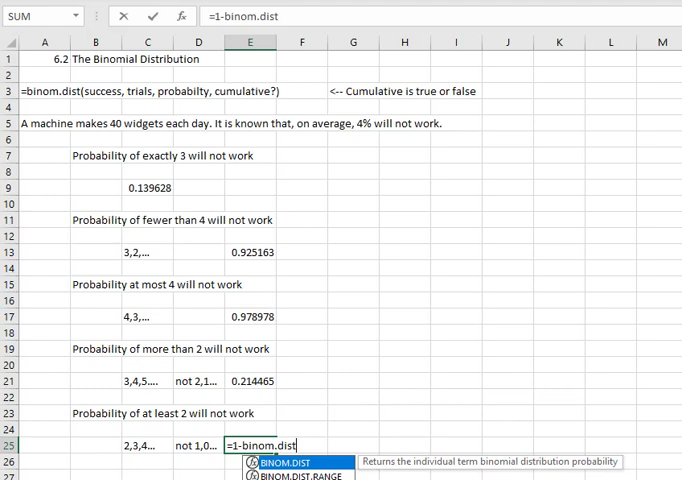 SUM =1-binom.dist
A B C D E F G H I J K L M
1 6.2 The Binomial Distribution
2
3 =binom.dist(success, trials, probabilty, cumulative?) <-- Cumulative is true or false
4
5 A machine makes 40 widgets each day. It is known that, on average, 4% will not work.
6
7 Probability of exactly 3 will not work
8
9 0.139628
10
11 Probability of fewer than 4 will not work
12
13 3,2,... 0.925163
14
15 Probability at most 4 will not work
16
17 4,3,... 0.978978
18
19 Probability of more than 2 will not work
20
21 3,4,5.... not 2,1... 0.214465
22
23 Probability of at least 2 will not work
24
25 2,3,4... not 1,0... =1-binom.dist
26 BINOM.DIST Returns the individual term binomial distribution probability
27 BINOM.DIST.RANGE